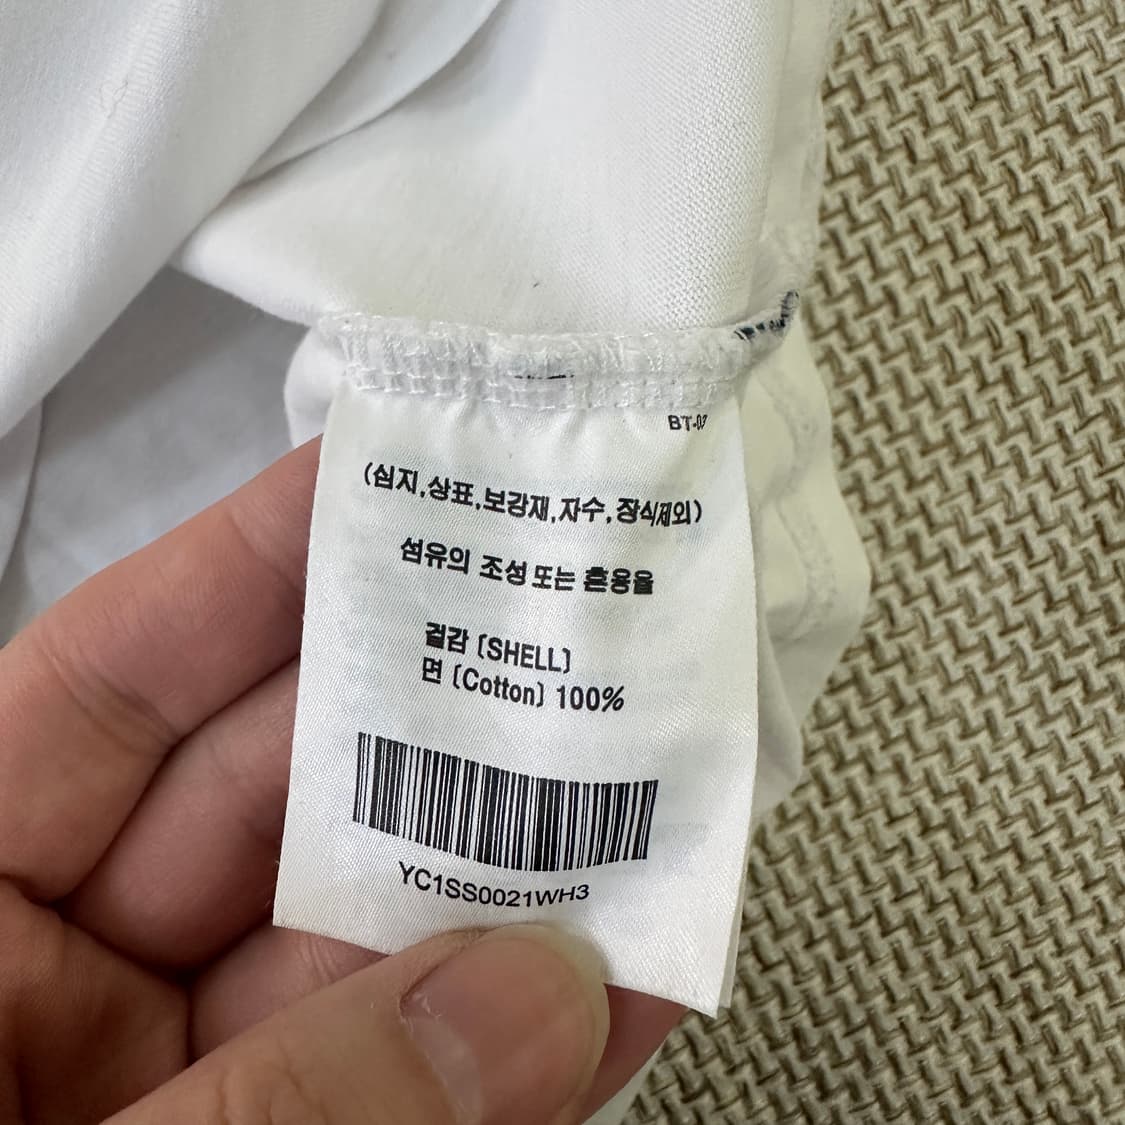 BT-03
(심지,상표,보강재,자수,장식제외)
섬유의 조성 또는 혼용율
겉감 (SHELL)
면 (Cotton) 100%
YC1SS0021WH3